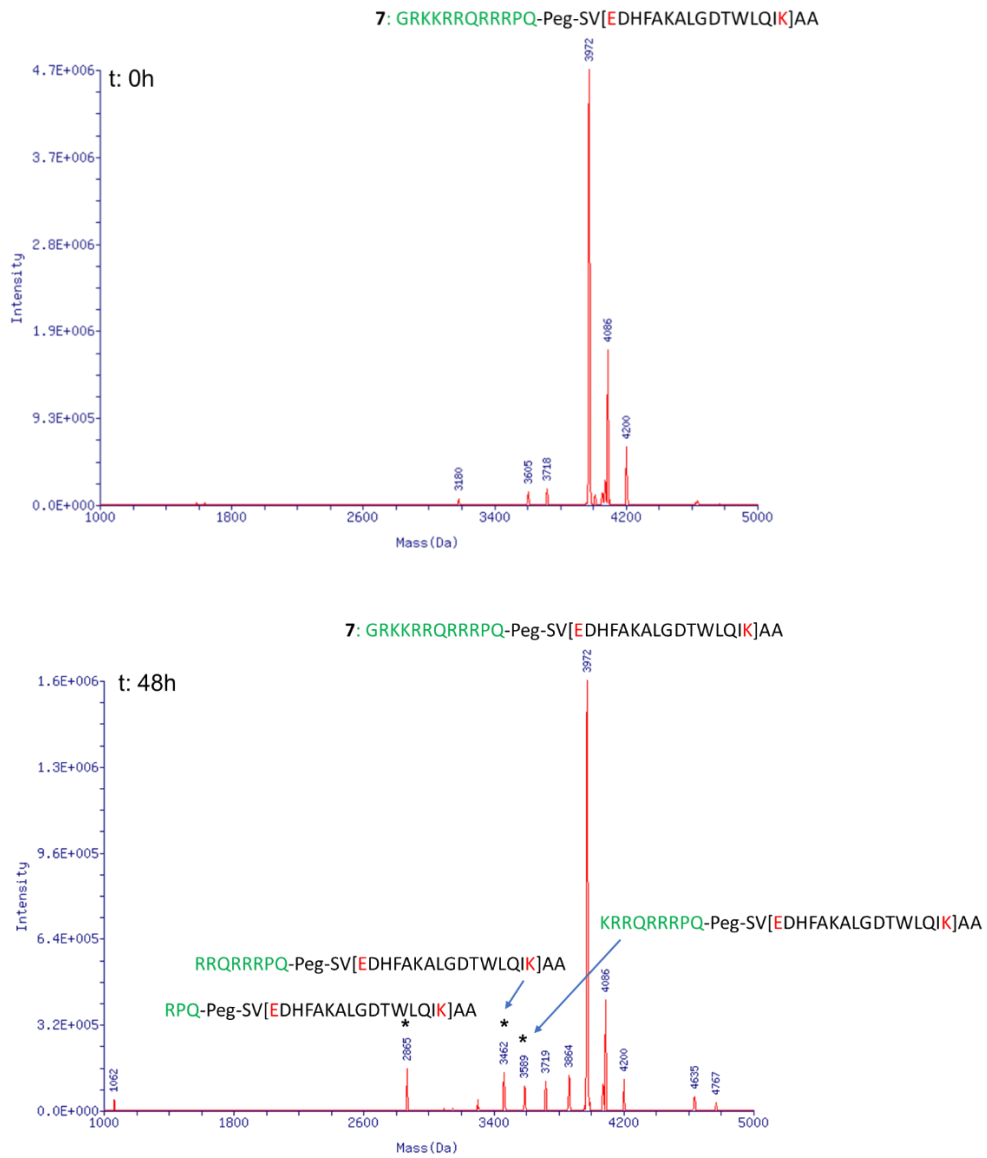 7: GRKKRRQRRRPQ-Peg-SV[EDHFAKALGDTWLQIK]AA
3972
4.7E+006
t: 0h
3.7E+006
2.8E+006
Intensity
1.9E+006
4086
9.3E+005
4200
3180
3605
3718
0.0E+000
1000 1800 2600 3400 4200 5000
Mass(Da)
7: GRKKRRQRRRPQ-Peg-SV[EDHFAKALGDTWLQIK]AA
3972
1.6E+006
t: 48h
1.3E+006
9.6E+005
Intensity
6.4E+005
KRRQRRRPQ-Peg-SV[EDHFAKALGDTWLQIK]AA
RRQRRRPQ-Peg-SV[EDHFAKALGDTWLQIK]AA
RPQ-Peg-SV[EDHFAKALGDTWLQIK]AA
* * *
3.2E+005
4086
1062
2865
3462
3589
3719
3864
4200
4635
4767
0.0E+000
1000 1800 2600 3400 4200 5000
Mass(Da)